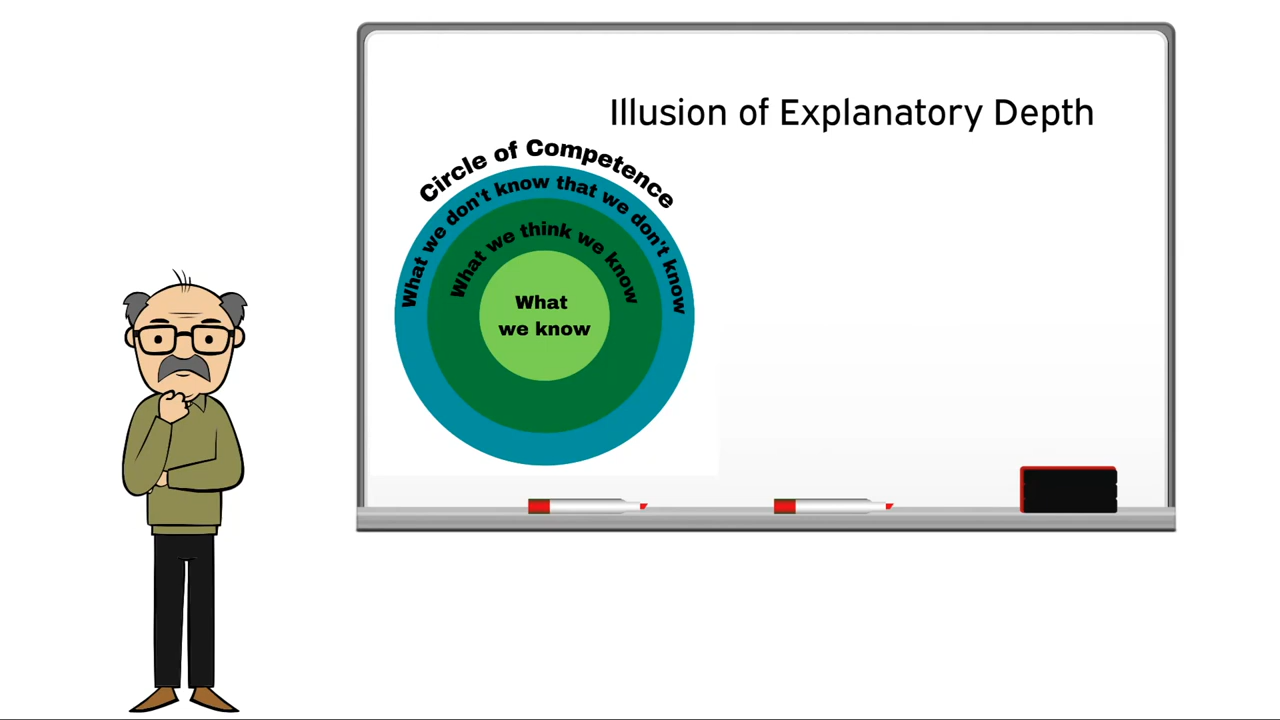 Illusion of Explanatory Depth
Circle of Competence
What we don't know that we don't know
What we think we know
What
we know